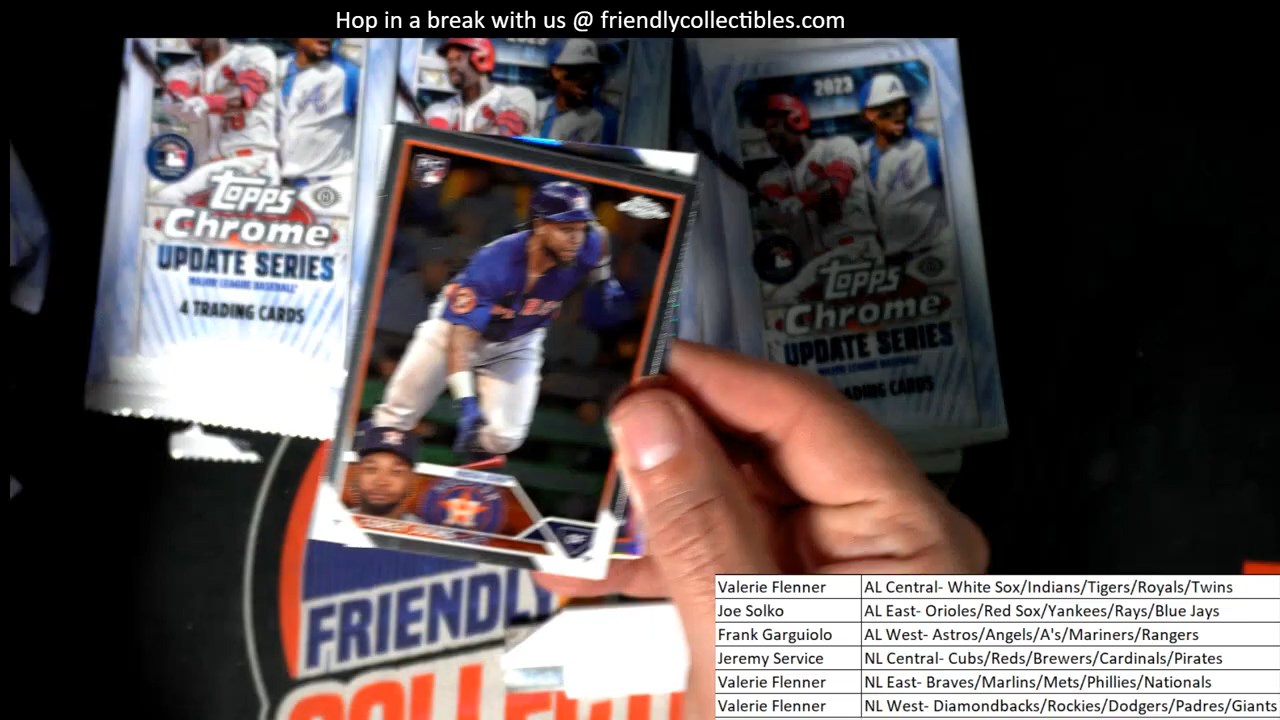 Hop in a break with us @ friendlycollectibles.com
Topps
Chrome
UPDATE SERIES
MAJOR LEAGUE BASEBALL
4 TRADING CARDS
RC
2023
Topps
Chrome
UPDATE SERIES
TRADING CARDS
FRIENDLY
Valerie Flenner AL Central- White Sox/Indians/Tigers/Royals/Twins
Joe Solko AL East- Orioles/Red Sox/Yankees/Rays/Blue Jays
Frank Garguiolo AL West- Astros/Angels/A's/Mariners/Rangers
Jeremy Service NL Central- Cubs/Reds/Brewers/Cardinals/Pirates
Valerie Flenner NL East- Braves/Marlins/Mets/Phillies/Nationals
Valerie Flenner NL West- Diamondbacks/Rockies/Dodgers/Padres/Giants